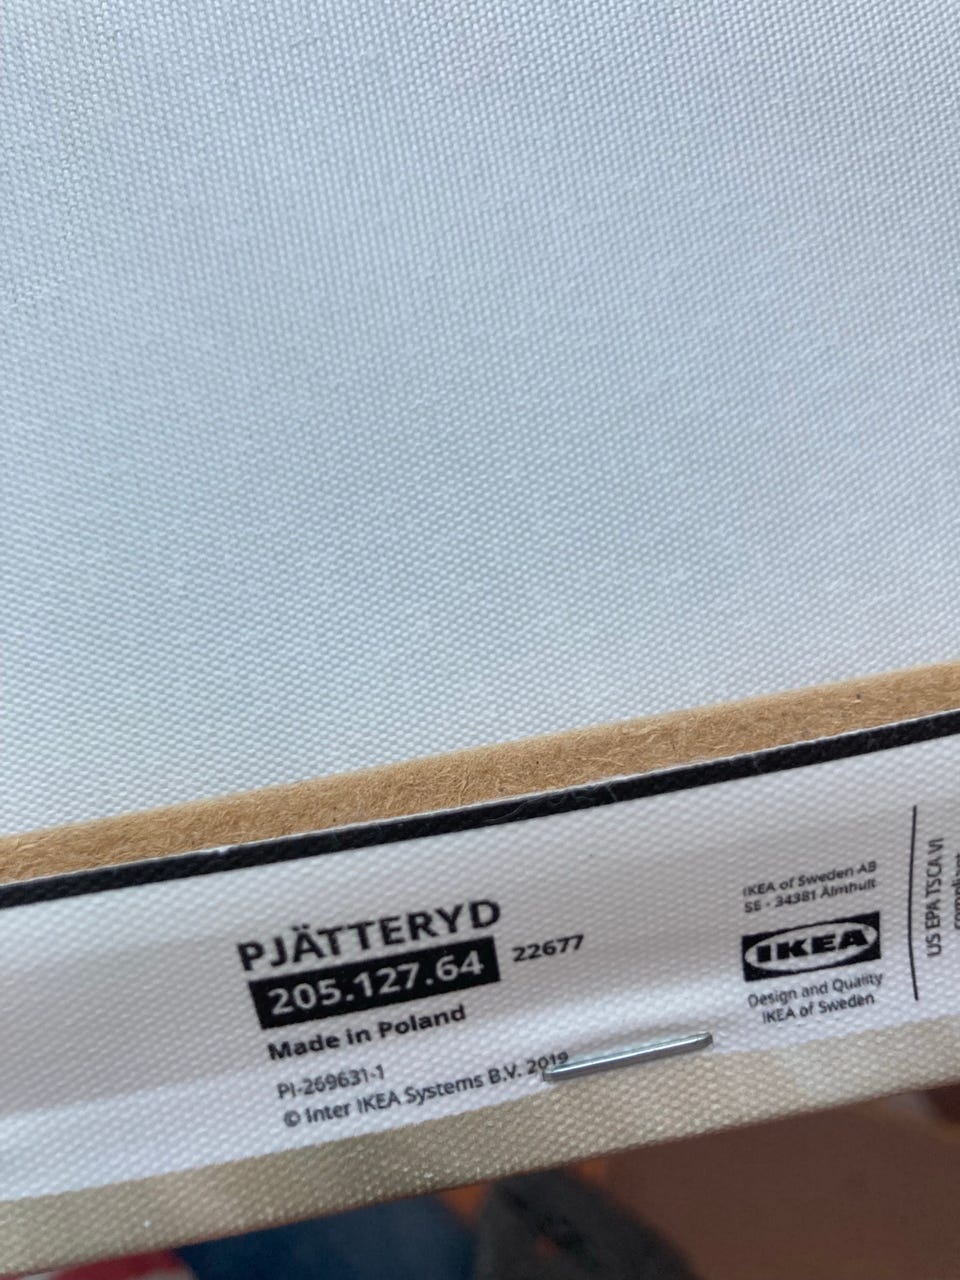 PJÄTTERYD
205.127.64 22677
Made in Poland
PI-269631-1
© Inter IKEA Systems B.V. 2019
IKEA of Sweden AB
SE - 34381 Älmhult
IKEA
Design and Quality
IKEA of Sweden
US EPA TSCA VI
compliant